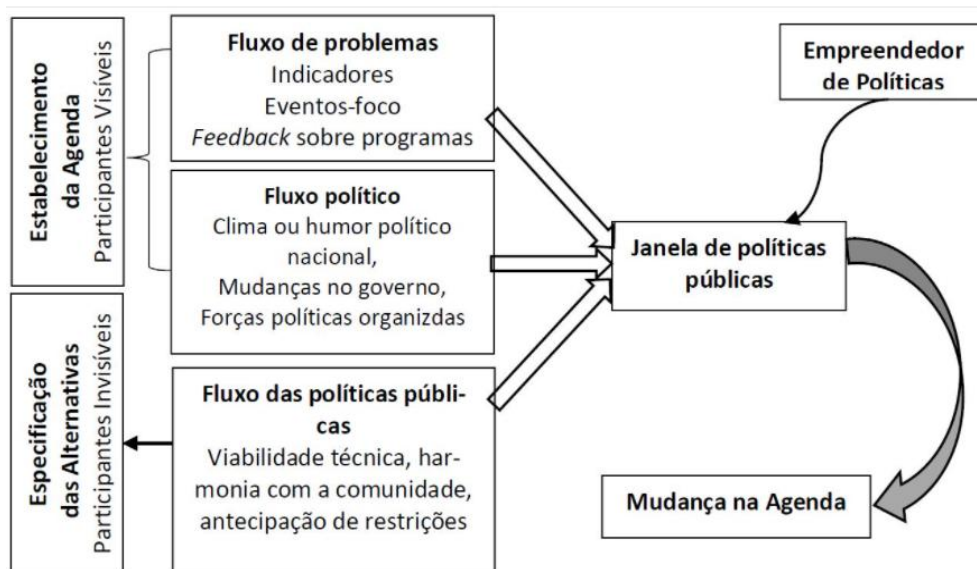 Estabelecimento
da Agenda
Participantes Visíveis
Fluxo de problemas
Indicadores
Eventos-foco
Feedback sobre programas
Fluxo político
Clima ou humor político
nacional,
Mudanças no governo,
Forças políticas organizdas
Especificação
das Alternativas
Participantes Invisíveis
Fluxo das políticas públi-
cas
Viabilidade técnica, har-
monia com a comunidade,
antecipação de restrições
Empreendedor
de Políticas
Janela de políticas
públicas
Mudança na Agenda